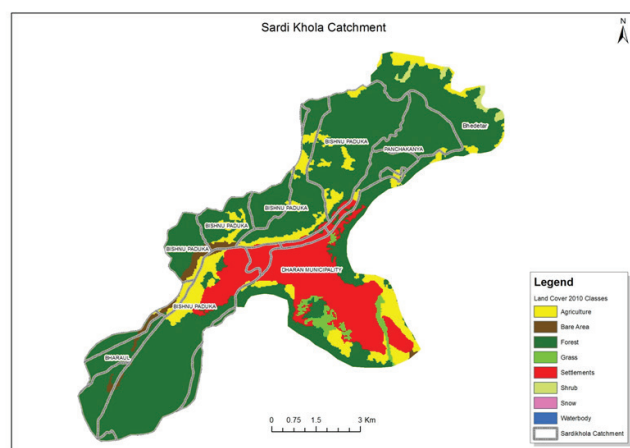 Sardi Khola Catchment
N
Bhedetar
BISHNU PADUKA
PANCHAKANYA
BISHNU PADUKA
BISHNU PADUKA
BISHNU PADUKA
DHARAN MUNICIPALITY
BISHNU PADUKA
BHARAUL
0 0.75 1.5 3 Km
Legend
Land Cover 2010 Classes
Agriculture
Bare Area
Forest
Grass
Settlements
Shrub
Snow
Waterbody
Sardikhola Catchment